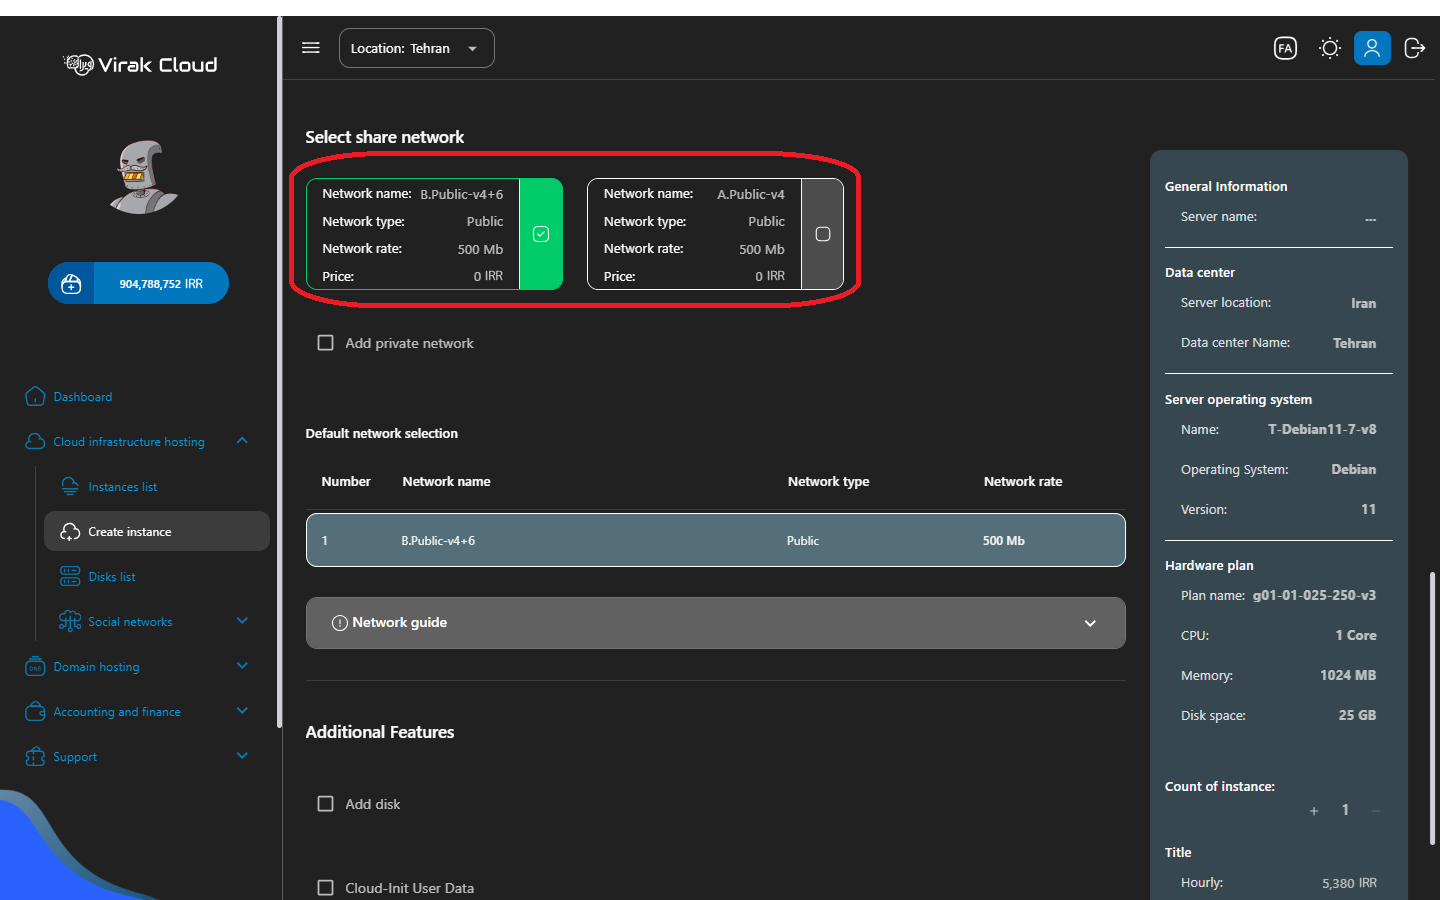 Virak Cloud
904,788,752 IRR
Dashboard
Cloud infrastructure hosting
Instances list
Create instance
Disks list
Social networks
DNS
Domain hosting
Accounting and finance
Support
Location: Tehran
FA
Select share network
Network name: B.Public-v4+6
Network type: Public
Network rate: 500 Mb
Price: 0 IRR
Network name: A.Public-v4
Network type: Public
Network rate: 500 Mb
Price: 0 IRR
Add private network
Default network selection
Number Network name Network type Network rate
1 B.Public-v4+6 Public 500 Mb
Network guide
Additional Features
Add disk
Cloud-Init User Data
General Information
Server name: ---
Data center
Server location: Iran
Data center Name: Tehran
Server operating system
Name: T-Debian11-7-v8
Operating System: Debian
Version: 11
Hardware plan
Plan name: g01-01-025-250-v3
CPU: 1 Core
Memory: 1024 MB
Disk space: 25 GB
Count of instance:
+ 1 −
Title
Hourly: 5,380 IRR